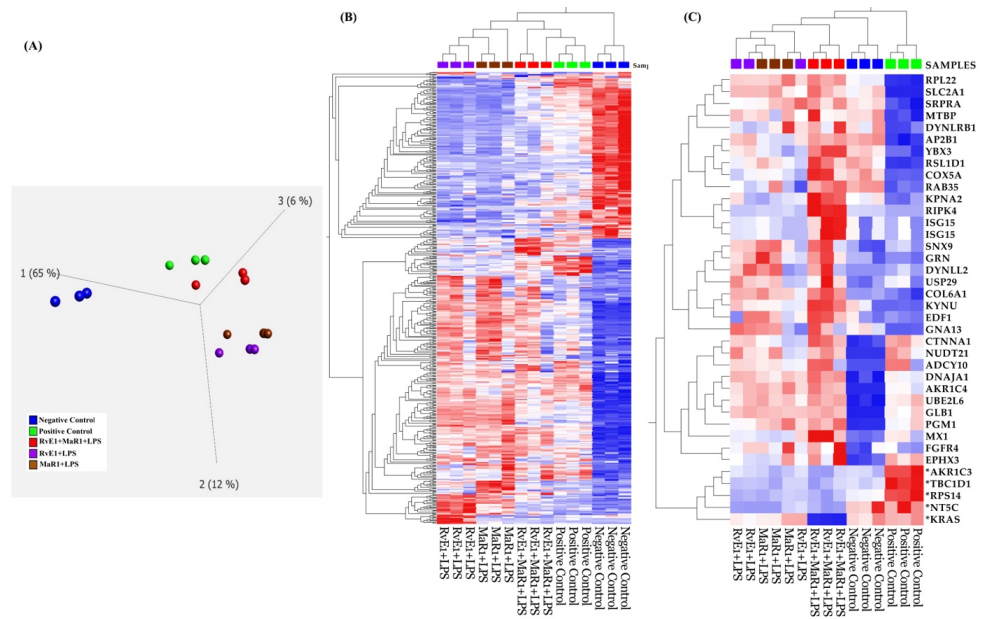 (A)
1 (65 %)
3 (6 %)
2 (12 %)
Negative Control
Positive Control
RvE1+MaR1+LPS
RvE1+LPS
MaR1+LPS
(B)
RvE1+LPS
RvE1+LPS
RvE1+LPS
MaR1+LPS
MaR1+LPS
MaR1+LPS
RvE1+MaR1+LPS
RvE1+MaR1+LPS
RvE1+MaR1+LPS
Positive Control
Positive Control
Positive Control
Negative Control
Negative Control
Negative Control
(C)
SAMPLES
RPL22
SLC2A1
SRPRA
MTBP
DYNLRB1
AP2B1
YBX3
RSL1D1
COX5A
RAB35
KPNA2
RIPK4
ISG15
ISG15
SNX9
GRN
DYNLL2
USP29
COL6A1
KYNU
EDF1
GNA13
CTNNA1
NUDT21
ADCY10
DNAJA1
AKR1C4
UBE2L6
GLB1
PGM1
MX1
FGFR4
EPHX3
*AKR1C3
*TBC1D1
*RPS14
*NT5C
*KRAS
RvE1+LPS
RvE1+LPS
MaR1+LPS
MaR1+LPS
MaR1+LPS
RvE1+LPS
RvE1+MaR1+LPS
RvE1+MaR1+LPS
RvE1+MaR1+LPS
Negative Control
Negative Control
Negative Control
Positive Control
Positive Control
Positive Control